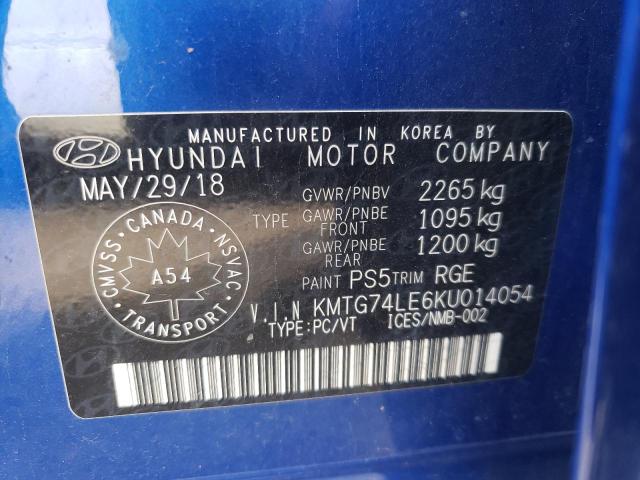 MANUFACTURED IN KOREA BY
HYUNDAI MOTOR COMPANY
MAY/29/18
GVWR/PNBV 2265 kg
TYPE GAWR/PNBE FRONT 1095 kg
GAWR/PNBE REAR 1200 kg
PAINT PS5 TRIM RGE
V.I.N KMTG74LE6KU014054
TYPE:PC/VT ICES/NMB-002
CANADA
CMVSS NSVAC
A54
TRANSPORT